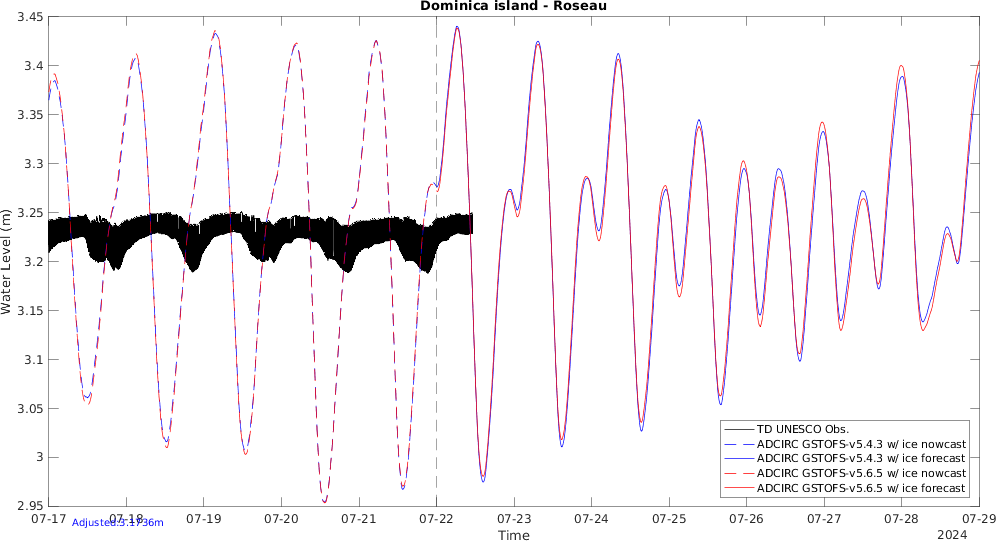 Dominica island - Roseau
3.45
3.4
3.35
3.3
3.25
3.2
3.15
3.1
3.05
3
2.95
Water Level (m)
TD UNESCO Obs.
ADCIRC GSTOFS-v5.4.3 w/ ice nowcast
ADCIRC GSTOFS-v5.4.3 w/ ice forecast
ADCIRC GSTOFS-v5.6.5 w/ ice nowcast
ADCIRC GSTOFS-v5.6.5 w/ ice forecast
07-17 07-18 07-19 07-20 07-21 07-22 07-23 07-24 07-25 07-26 07-27 07-28 07-29
Adjusted:3.1736m
Time
2024